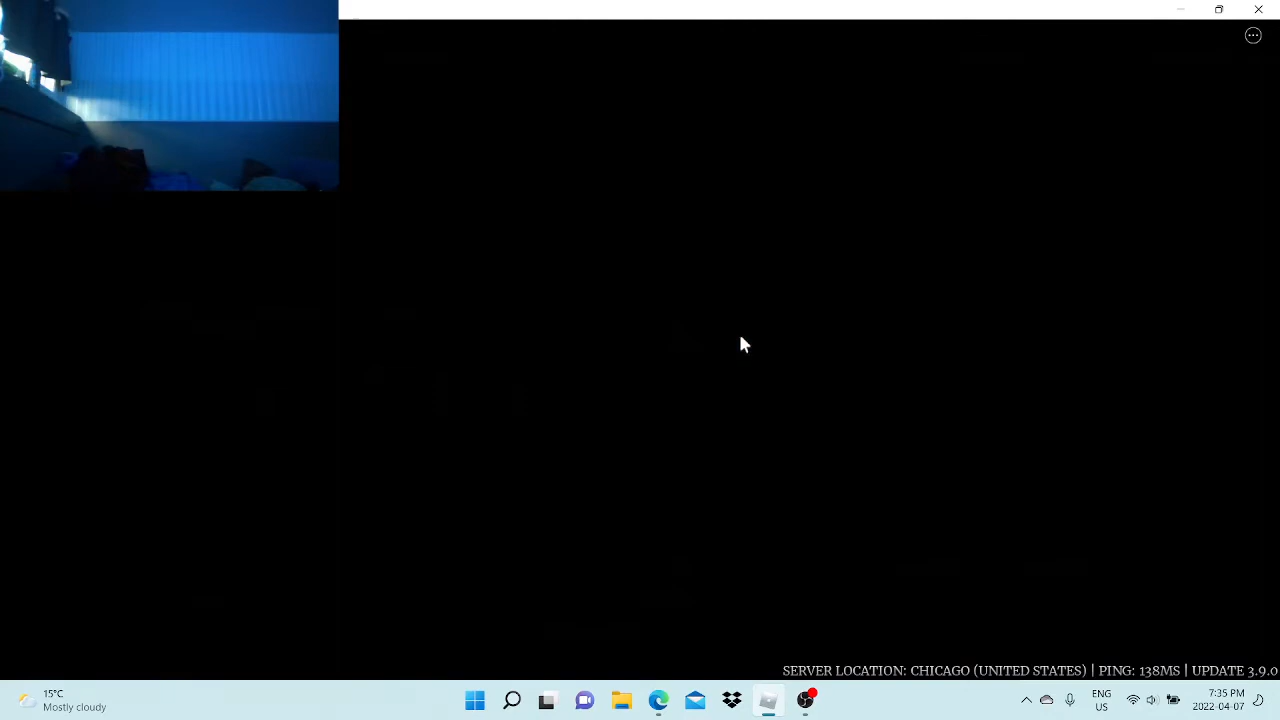 SERVER LOCATION: CHICAGO (UNITED STATES) | PING: 138MS | UPDATE 3.9.0
15°C
Mostly cloudy
ENG
US
7:35 PM
2022-04-07